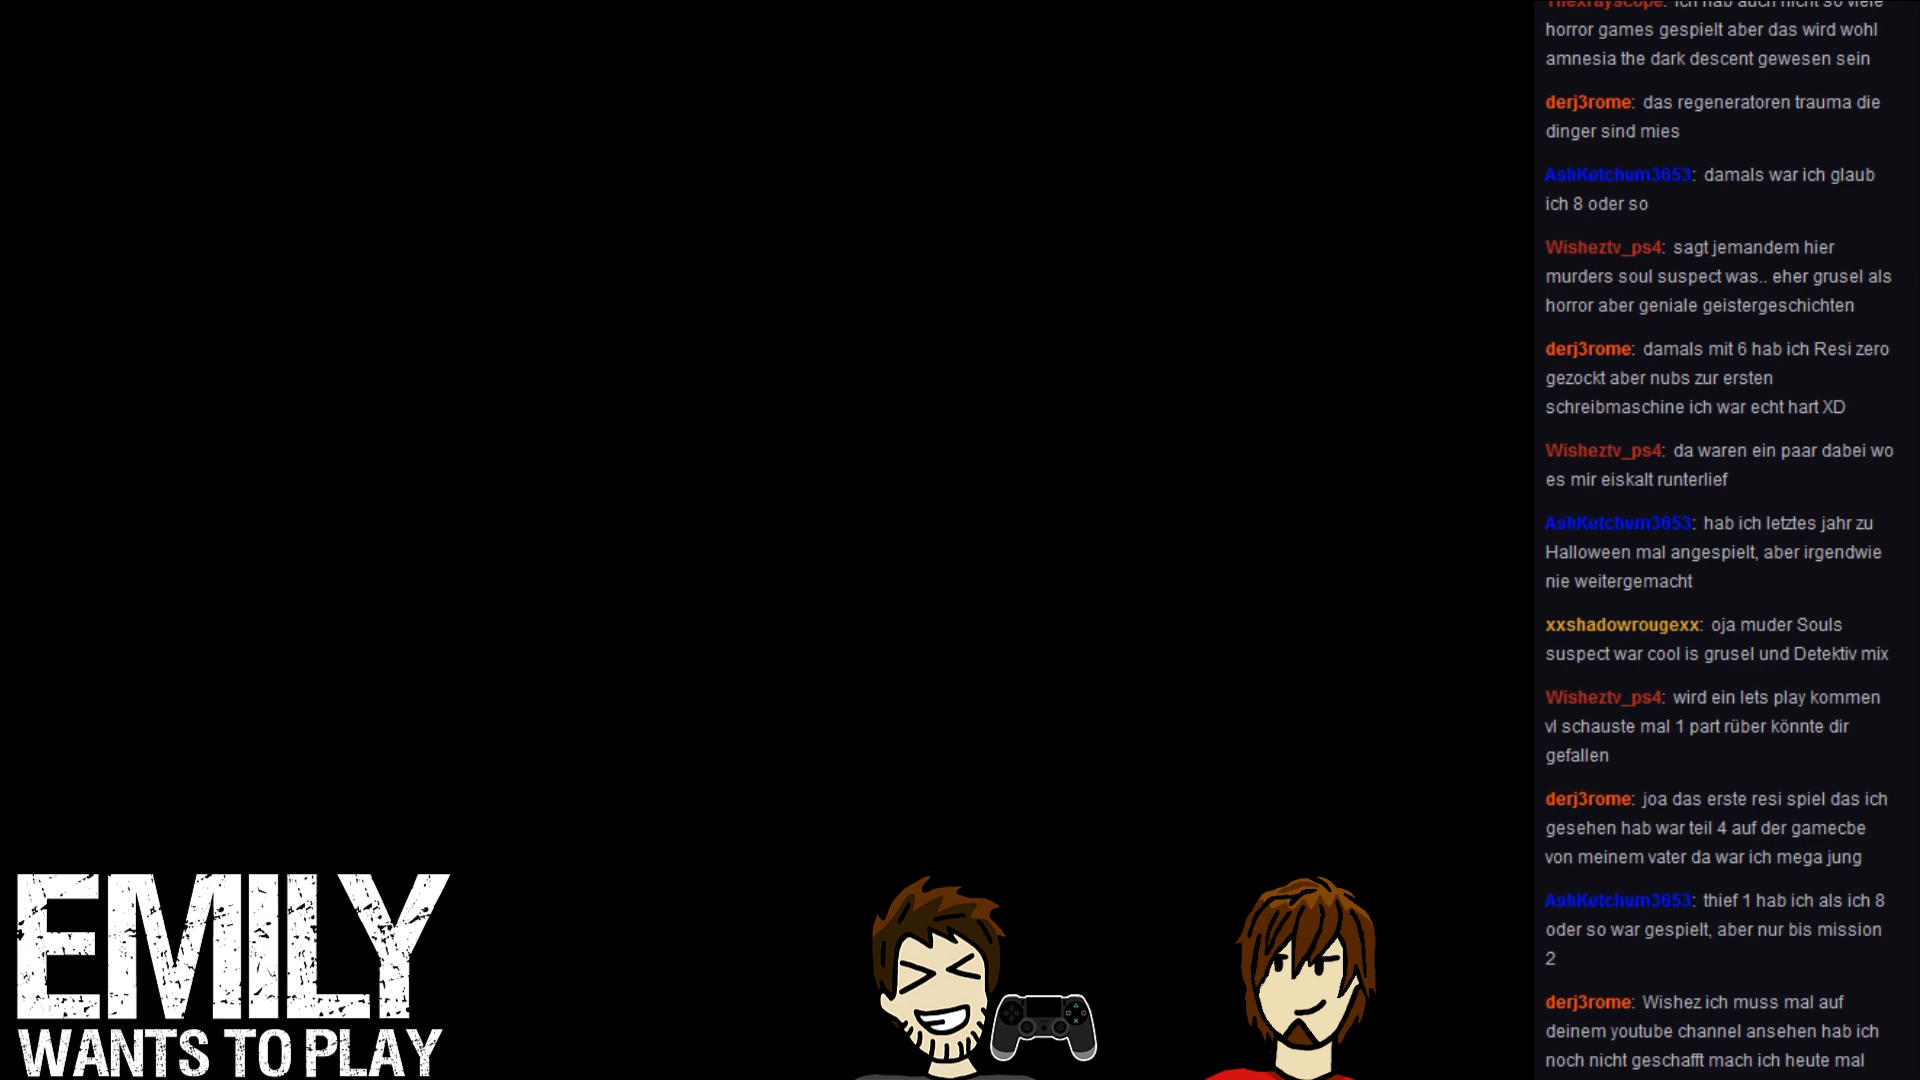 Thexrayscope: ich hab auch nicht so viele
horror games gespielt aber das wird wohl
amnesia the dark descent gewesen sein
derj3rome: das regeneratoren trauma die
dinger sind mies
AshKetchum3653: damals war ich glaub
ich 8 oder so
Wisheztv_ps4: sagt jemandem hier
murders soul suspect was.. eher grusel als
horror aber geniale geistergeschichten
derj3rome: damals mit 6 hab ich Resi zero
gezockt aber nubs zur ersten
schreibmaschine ich war echt hart XD
Wisheztv_ps4: da waren ein paar dabei wo
es mir eiskalt runterlief
AshKetchum3653: hab ich letztes jahr zu
Halloween mal angespielt, aber irgendwie
nie weitergemacht
xxshadowrougexx: oja muder Souls
suspect war cool is grusel und Detektiv mix
Wisheztv_ps4: wird ein lets play kommen
vl schauste mal 1 part rüber könnte dir
gefallen
derj3rome: joa das erste resi spiel das ich
gesehen hab war teil 4 auf der gamecbe
von meinem vater da war ich mega jung
AshKetchum3653: thief 1 hab ich als ich 8
oder so war gespielt, aber nur bis mission
2
derj3rome: Wishez ich muss mal auf
deinem youtube channel ansehen hab ich
noch nicht geschafft mach ich heute mal
EMILY
WANTS TO PLAY